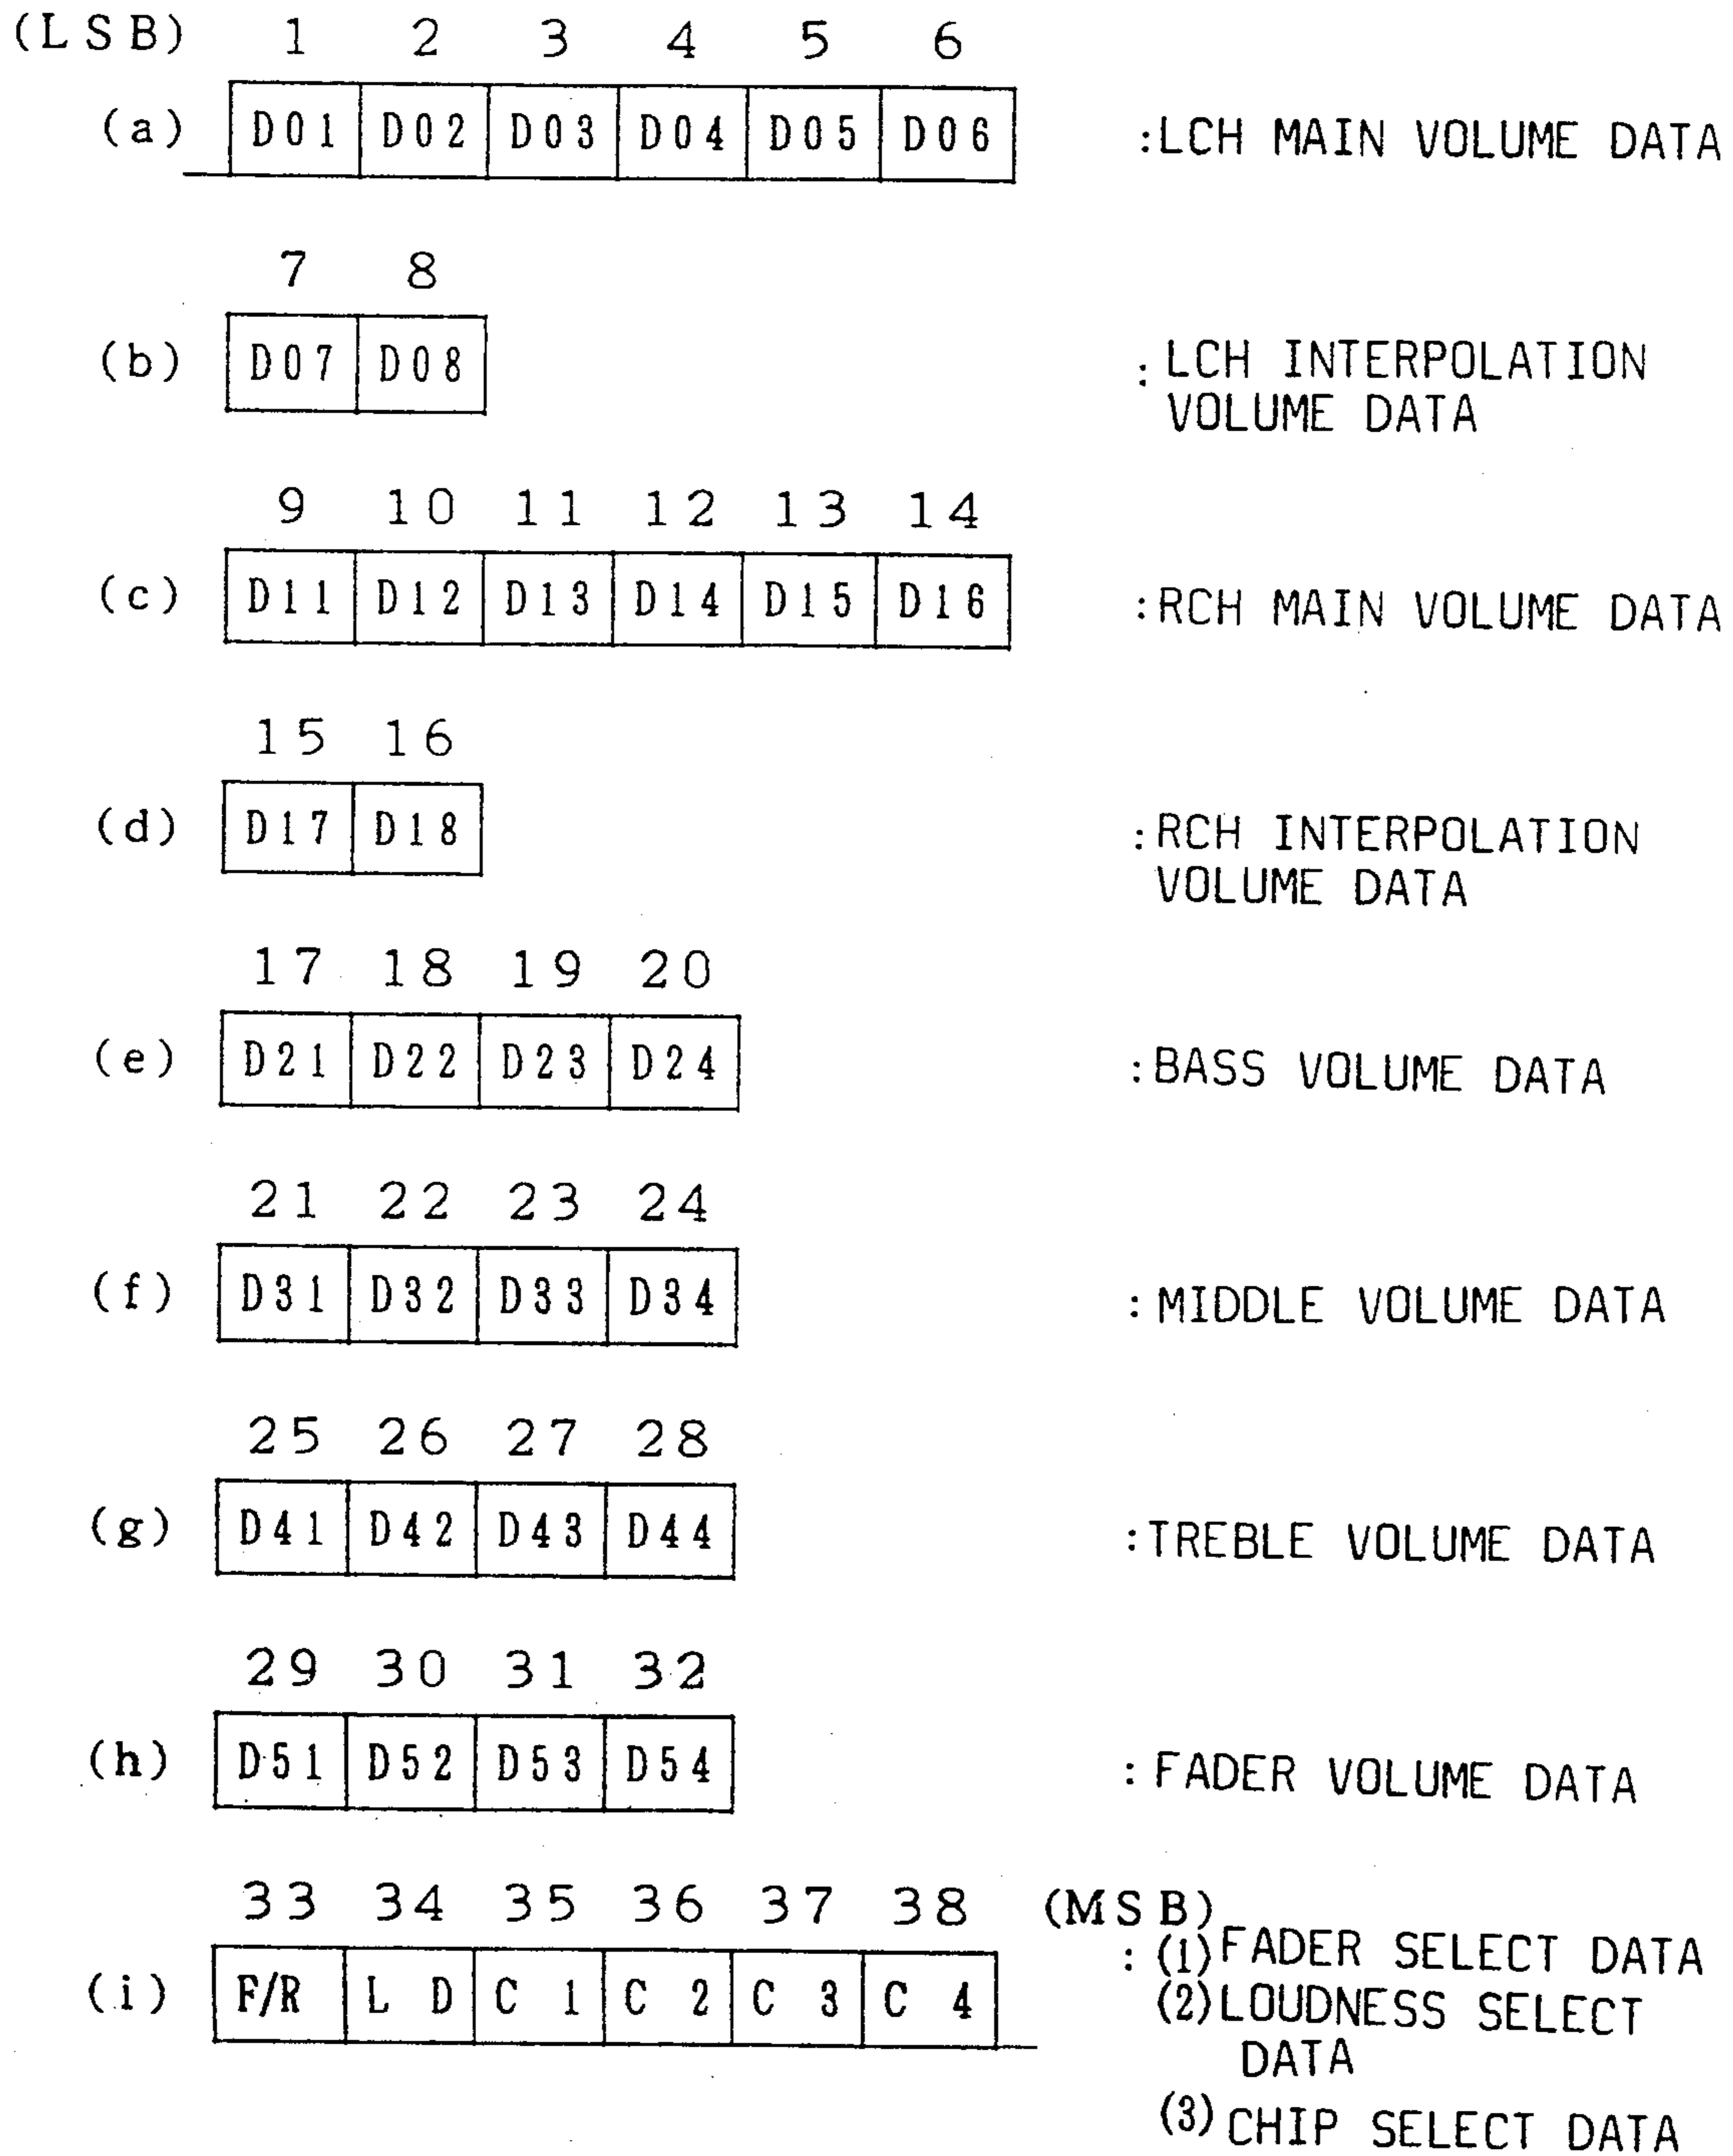 (LSB) 1 2 3 4 5 6
(a) D01 D02 D03 D04 D05 D06 :LCH MAIN VOLUME DATA
7 8
(b) D07 D08 : LCH INTERPOLATION
VOLUME DATA
9 10 11 12 13 14
(c) D11 D12 D13 D14 D15 D16 :RCH MAIN VOLUME DATA
15 16
(d) D17 D18 :RCH INTERPOLATION
VOLUME DATA
17 18 19 20
(e) D21 D22 D23 D24 :BASS VOLUME DATA
21 22 23 24
(f) D31 D32 D33 D34 :MIDDLE VOLUME DATA
25 26 27 28
(g) D41 D42 D43 D44 :TREBLE VOLUME DATA
29 30 31 32
(h) D51 D52 D53 D54 :FADER VOLUME DATA
33 34 35 36 37 38 (MSB)
(i) F/R LD C1 C2 C3 C4 : (1) FADER SELECT DATA
(2) LOUDNESS SELECT
DATA
(3) CHIP SELECT DATA